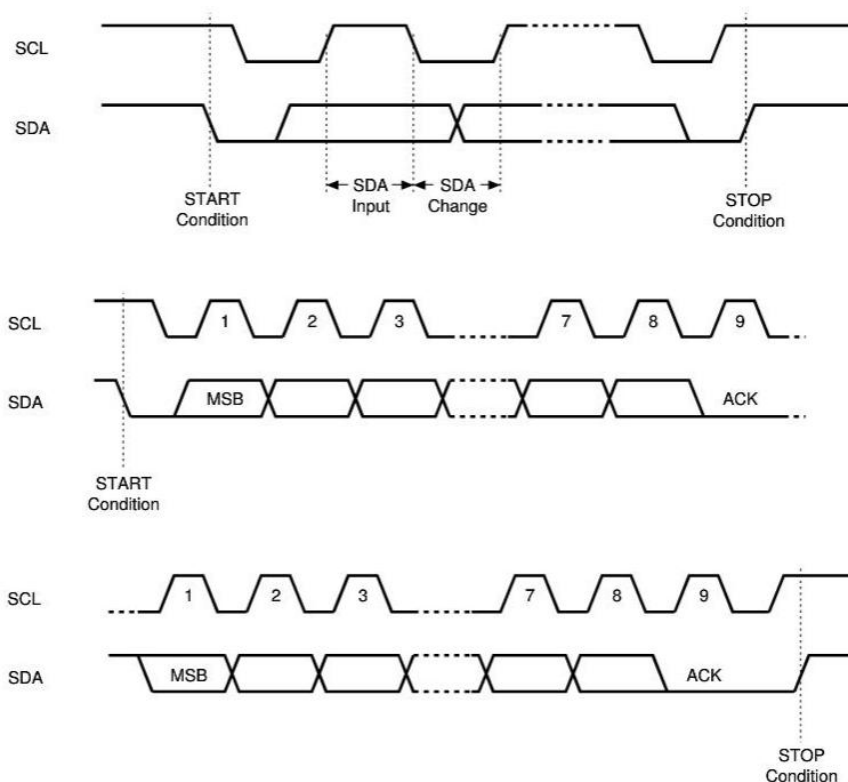 SCL
SDA
START
Condition
SDA
Input
SDA
Change
STOP
Condition
SCL
1 2 3 7 8 9
SDA
MSB ACK
START
Condition
SCL
1 2 3 7 8 9
SDA
MSB ACK
STOP
Condition